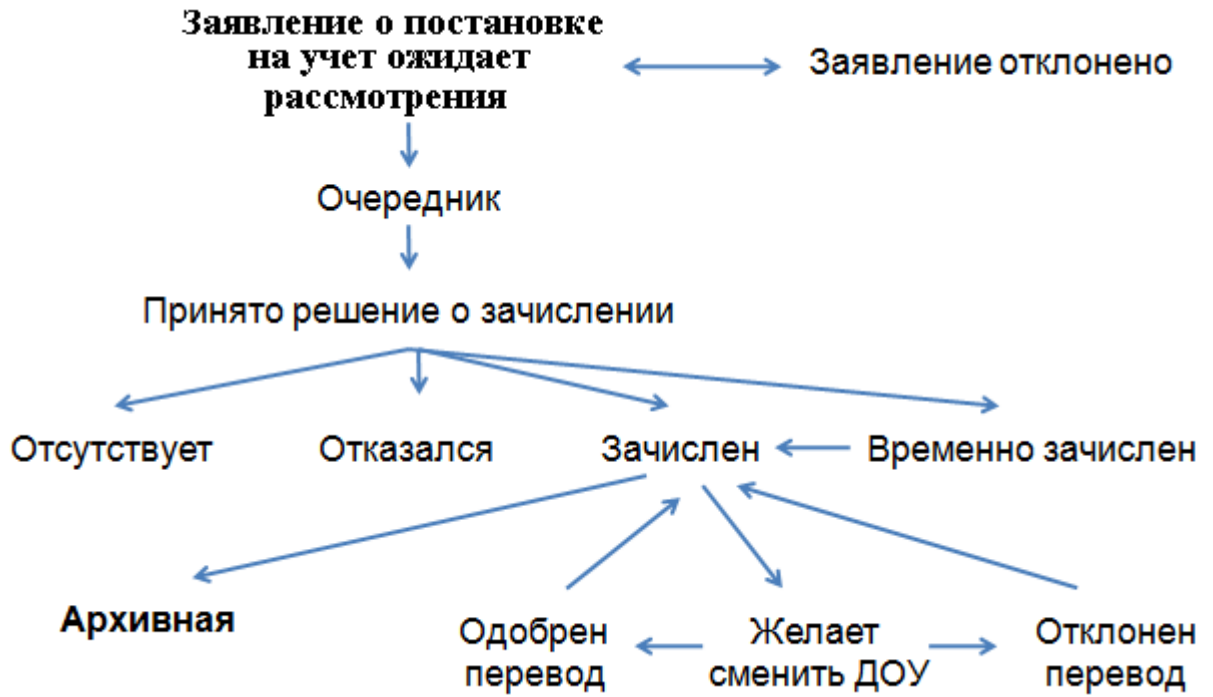 Заявление о постановке
на учет ожидает
рассмотрения
Заявление отклонено
Очередник
Принято решение о зачислении
Отсутствует
Отказался
Зачислен
Временно зачислен
Архивная
Одобрен
перевод
Желает
сменить ДОУ
Отклонен
перевод